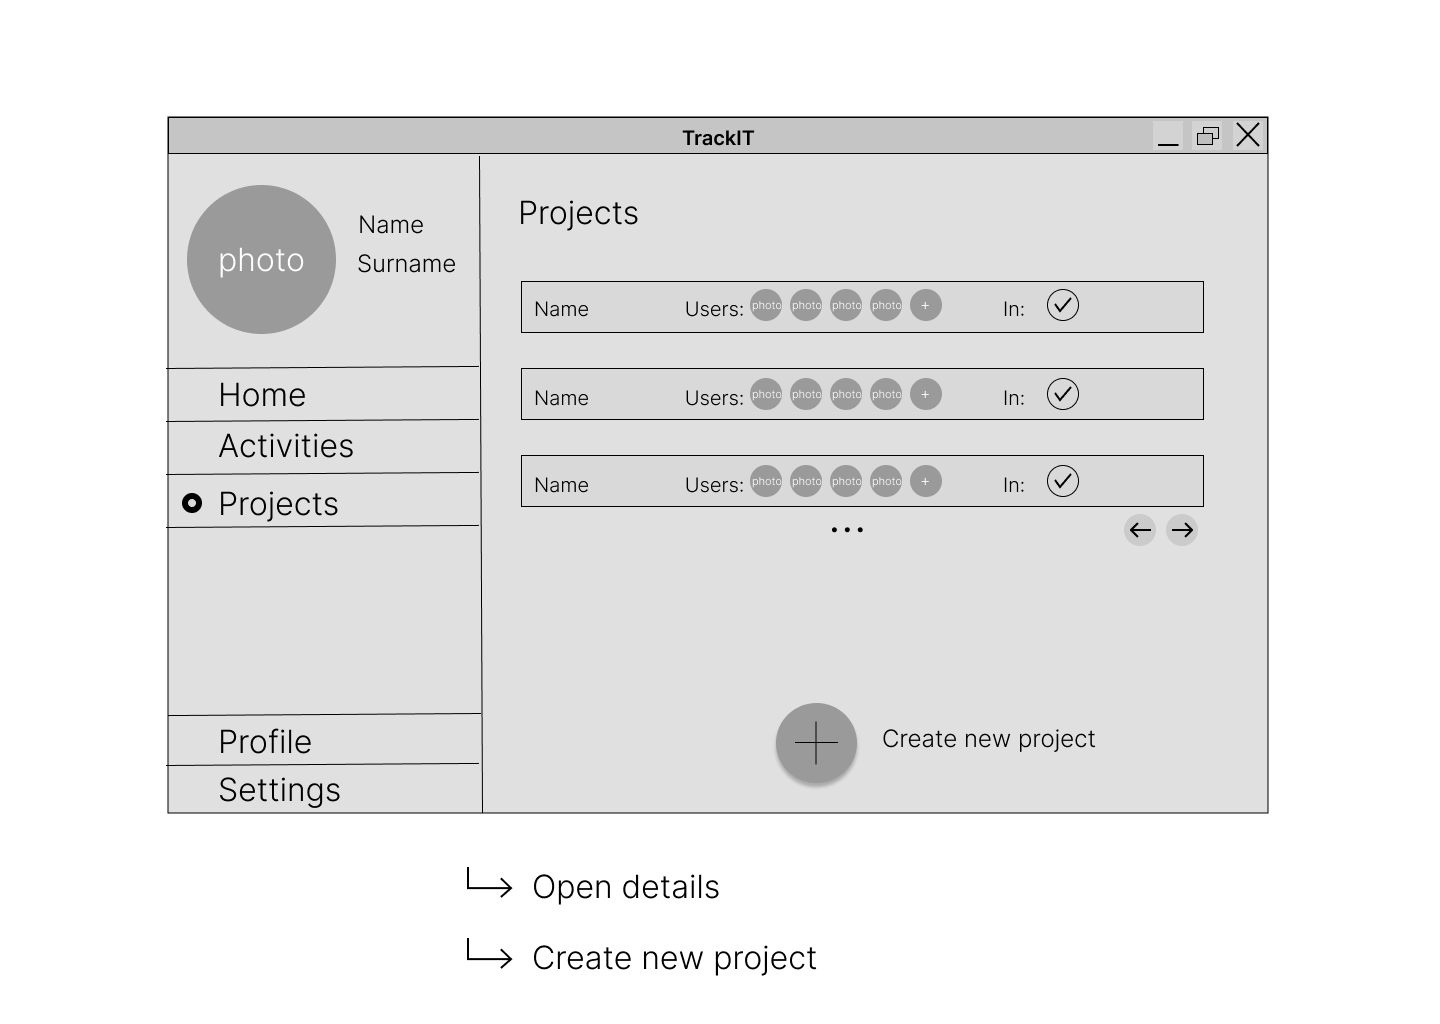 TrackIT
photo
Name
Surname
Home
Activities
Projects
Profile
Settings
Projects
Name Users: photo photo photo photo + In:
Name Users: photo photo photo photo + In:
Name Users: photo photo photo photo + In:
...
Create new project
Open details
Create new project